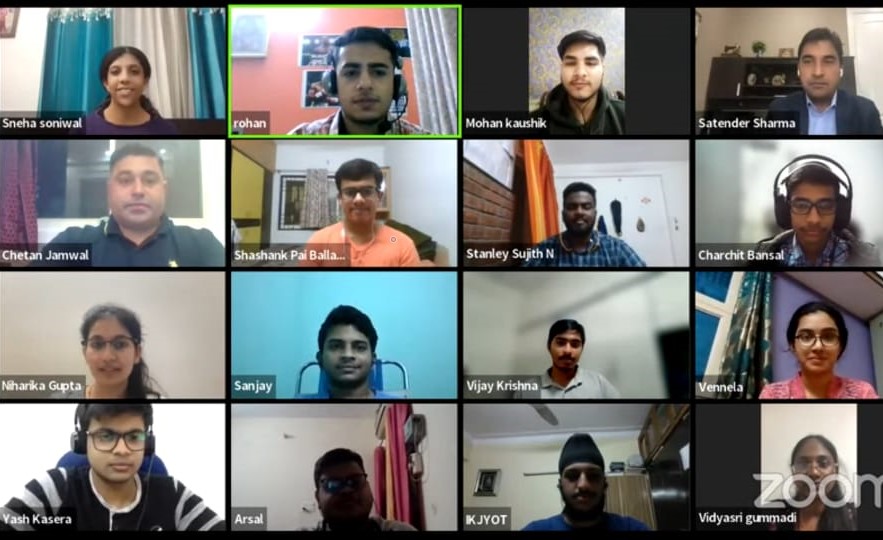 Sneha soniwal
rohan
Mohan kaushik
Satender Sharma
Chetan Jamwal
Shashank Pai Balla...
Stanley Sujith N
Charchit Bansal
Niharika Gupta
Sanjay
Vijay Krishna
Vennela
Yash Kasera
Arsal
IKJYOT
Vidyasri gummadi
zoom